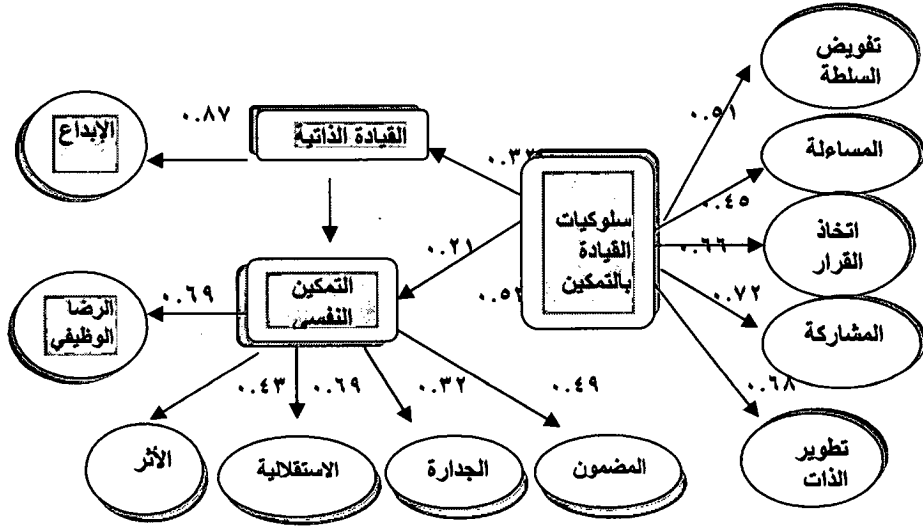 تفويض
السلطة
٠.٥١
المساءلة
٠.٤٥
اتخاذ
القرار
٠.٦٦
المشاركة
٠.٧٢
تطوير
الذات
٠.٦٨
سلوكيات
القيادة
بالتمكين
٠.٣٢
٠.٢١
القيادة الذاتية
٠.٨٧
الإبداع
التمكين
النفسي
٠.٦٩
الرضا
الوظيفي
٠.٤٩
المضمون
٠.٣٢
الجدارة
٠.٦٩
الاستقلالية
٠.٤٣
الأثر